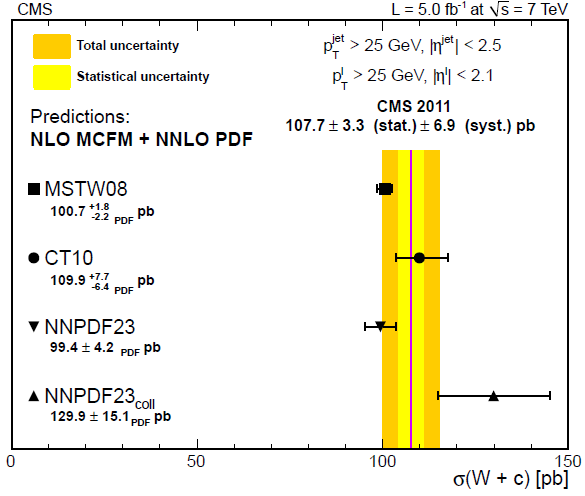 CMS L = 5.0 fb⁻¹ at √s = 7 TeV
Total uncertainty
p_T^jet > 25 GeV, |η^jet| < 2.5
Statistical uncertainty
p_T^l > 25 GeV, |η^l| < 2.1
CMS 2011
107.7 ± 3.3 (stat.) ± 6.9 (syst.) pb
Predictions:
NLO MCFM + NNLO PDF
MSTW08
100.7 +1.8 -2.2 PDF pb
CT10
109.9 +7.7 -6.4 PDF pb
NNPDF23
99.4 ± 4.2 PDF pb
NNPDF23coll
129.9 ± 15.1 PDF pb
0 50 100 150
σ(W + c) [pb]